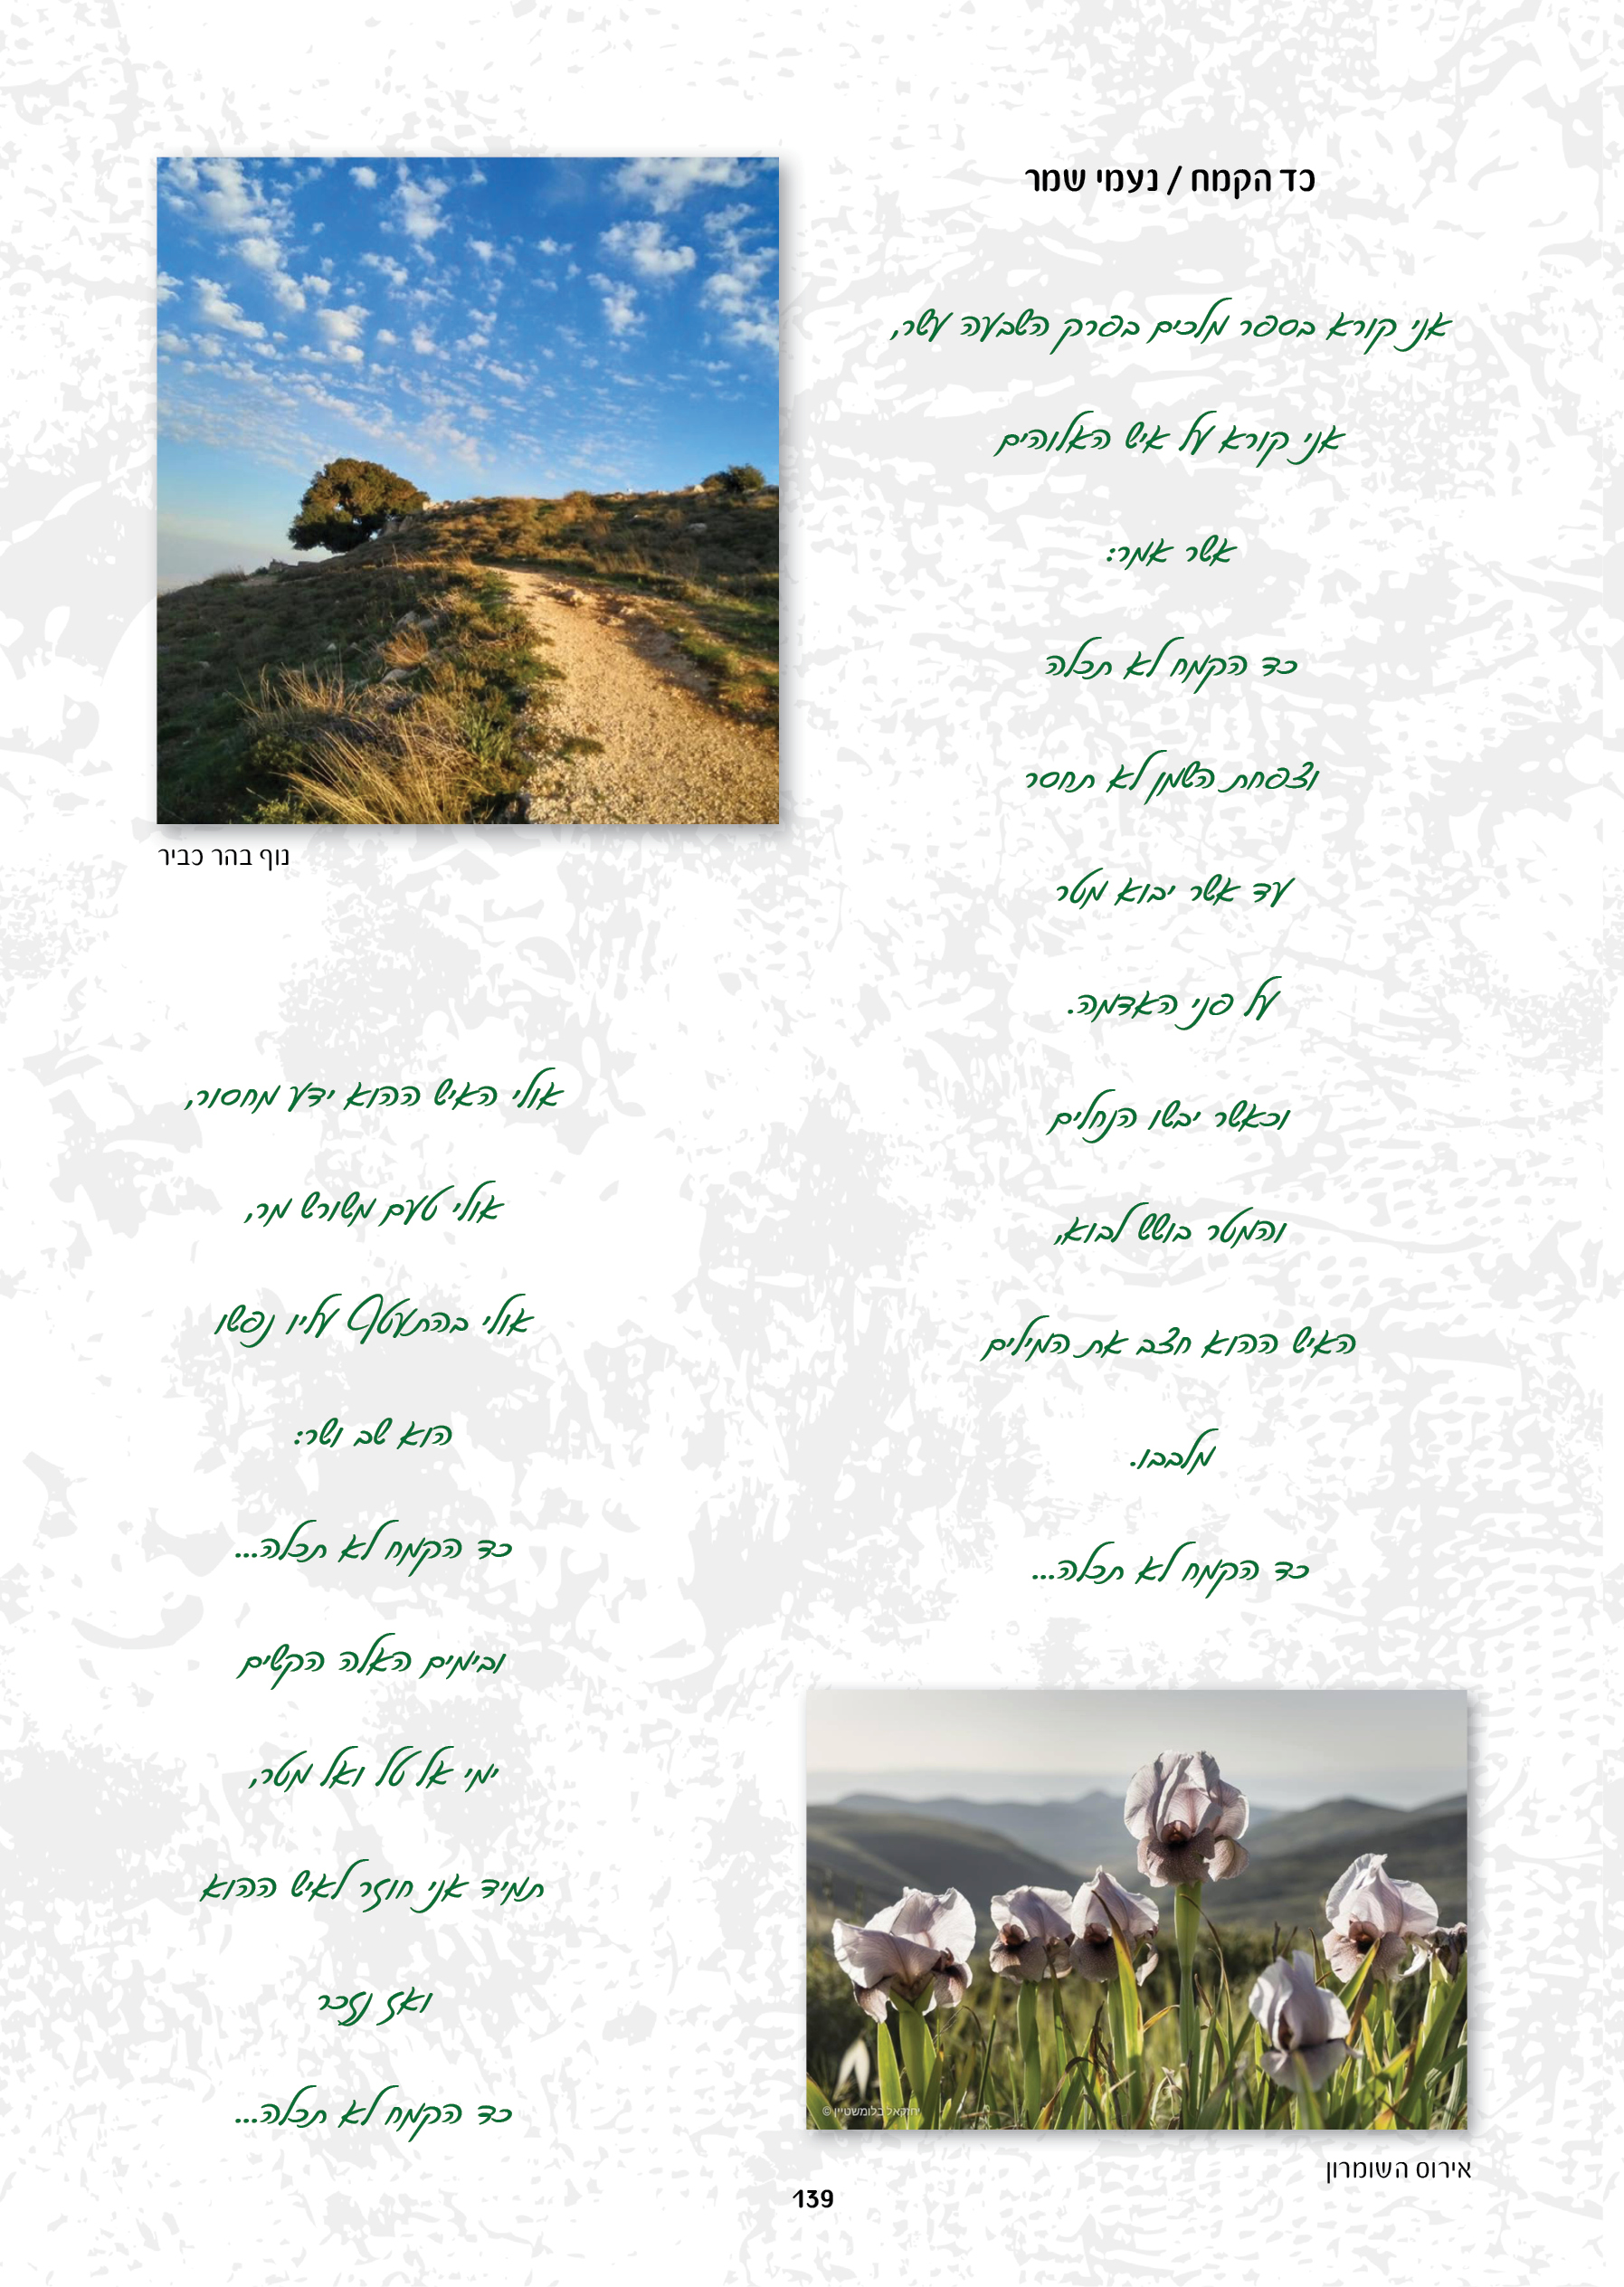 כד הקמח / נעמי שמר
אני קורא בספר מלכים בפרק השבעה עשר,
אני קורא על איש האלוהים
אשר אמר:
כד הקמח לא תכלה
וצפחת השמן לא תחסר
עד אשר יבוא מטר
על פני האדמה.
וכאשר יבשו הנחלים
והמטר בושש לבוא,
האיש ההוא חצב את המילים
מלבבו.
כד הקמח לא תכלה...
נוף בהר כביר
אולי האיש ההוא ידע מחסור,
אולי טעם משורש מר,
אולי בהתעטף עליו נפשו
הוא שב ושר:
כד הקמח לא תכלה...
ובימים האלה הקשים
ימי אל טל ואל מטר,
תמיד אני חוזר לאיש ההוא
ואז נזכר
כד הקמח לא תכלה...
© יחזקאל בלומשטיין
אירוס השומרון
139